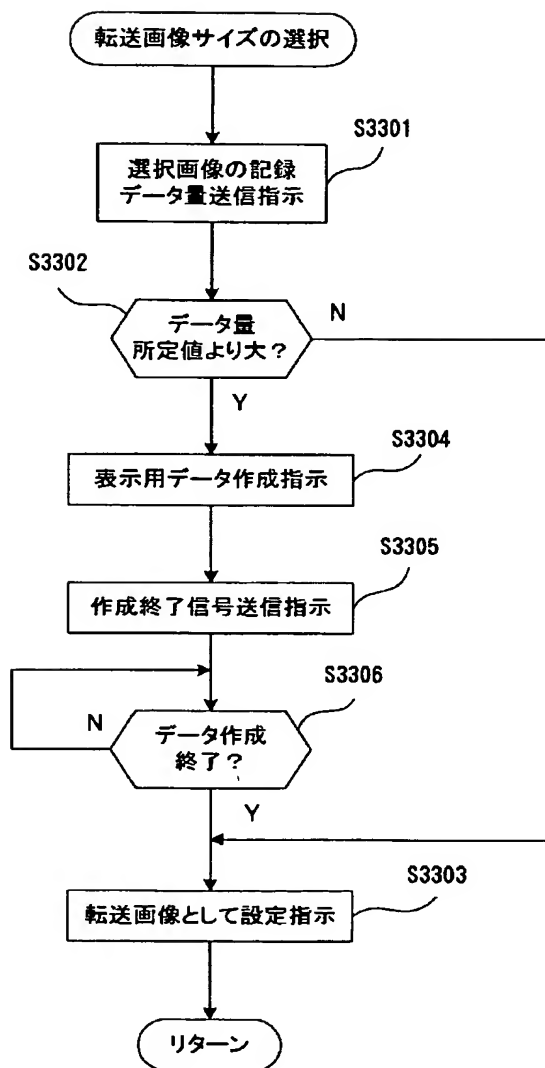 転送画像サイズの選択
S3301
選択画像の記録
データ量送信指示
S3302
データ量
所定値より大?
N
Y
S3304
表示用データ作成指示
S3305
作成終了信号送信指示
S3306
N
データ作成
終了?
Y
S3303
転送画像として設定指示
リターン